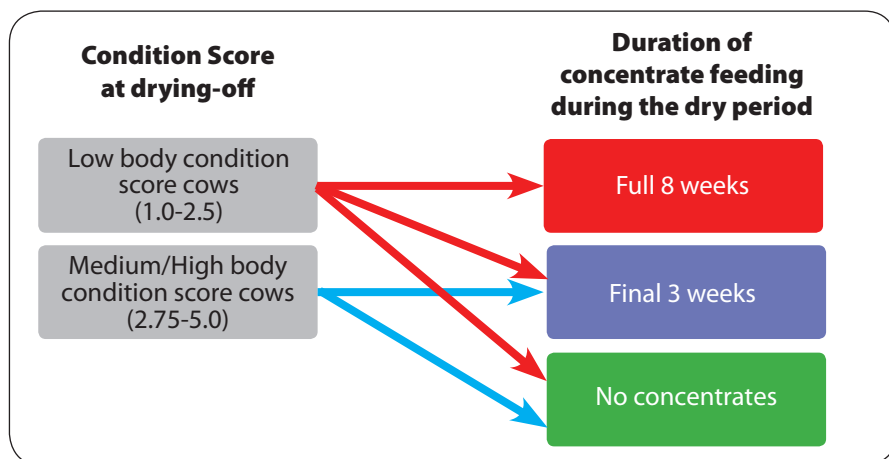 Condition Score
at drying-off
Duration of
concentrate feeding
during the dry period
Low body condition
score cows
(1.0-2.5)
Medium/High body
condition score cows
(2.75-5.0)
Full 8 weeks
Final 3 weeks
No concentrates